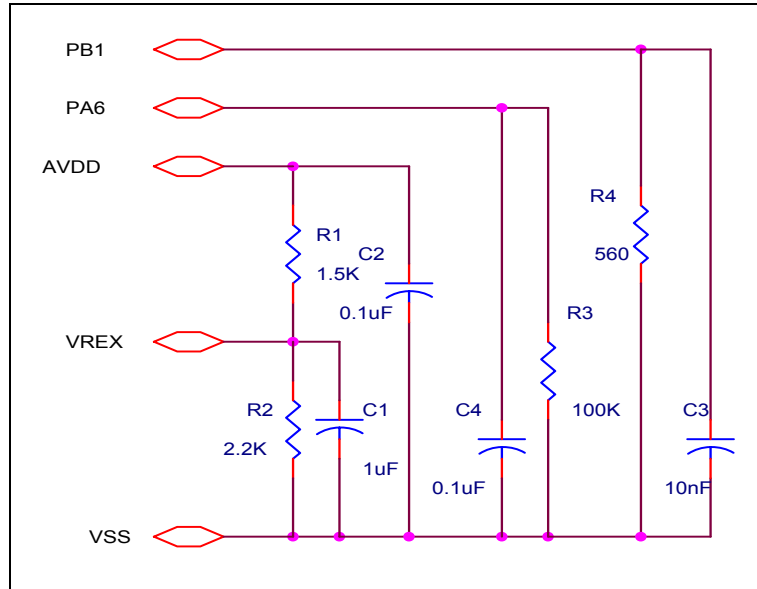 PB1
PA6
AVDD
R4
R1
C2
560
1.5K
0.1uF
R3
VREX
R2
C1
C4
100K
C3
2.2K
1uF
0.1uF
10nF
VSS